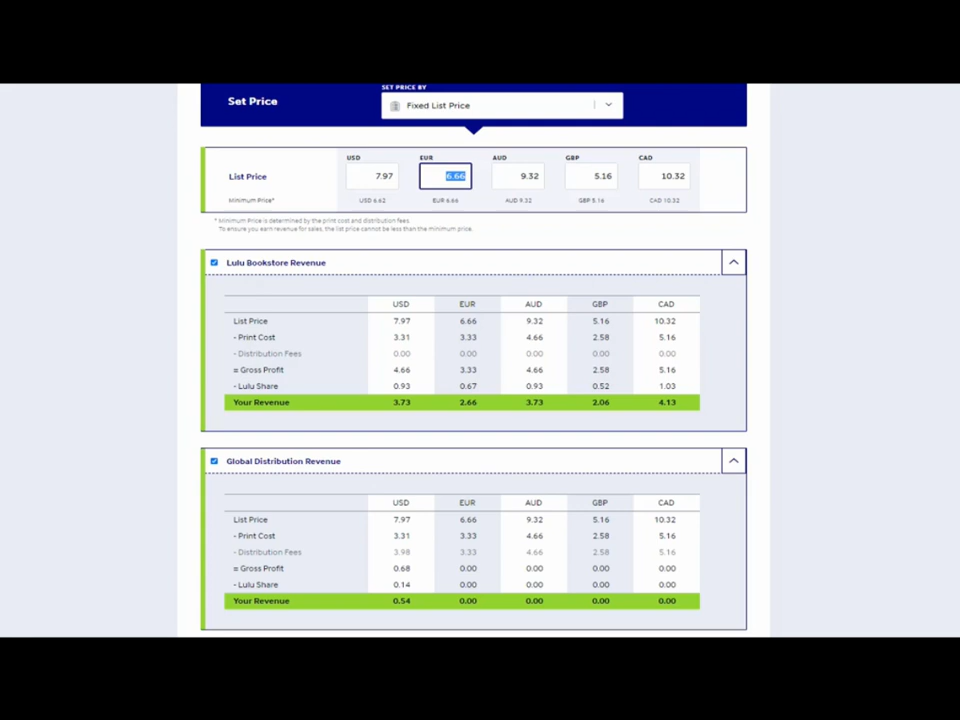 SET PRICE BY
Set Price
Fixed List Price
USD EUR AUD GBP CAD
List Price 7.97 6.66 9.32 5.16 10.32
Minimum Price* USD 6.62 EUR 6.66 AUD 9.32 GBP 5.16 CAD 10.32
* Minimum Price is determined by the print cost and distribution fees.
To ensure you earn revenue for sales, the list price cannot be less than the minimum price.
Lulu Bookstore Revenue
USD EUR AUD GBP CAD
List Price 7.97 6.66 9.32 5.16 10.32
- Print Cost 3.31 3.33 4.66 2.58 5.16
- Distribution Fees 0.00 0.00 0.00 0.00 0.00
= Gross Profit 4.66 3.33 4.66 2.58 5.16
- Lulu Share 0.93 0.67 0.93 0.52 1.03
Your Revenue 3.73 2.66 3.73 2.06 4.13
Global Distribution Revenue
USD EUR AUD GBP CAD
List Price 7.97 6.66 9.32 5.16 10.32
- Print Cost 3.31 3.33 4.66 2.58 5.16
- Distribution Fees 3.98 3.33 4.66 2.58 5.16
= Gross Profit 0.68 0.00 0.00 0.00 0.00
- Lulu Share 0.14 0.00 0.00 0.00 0.00
Your Revenue 0.54 0.00 0.00 0.00 0.00